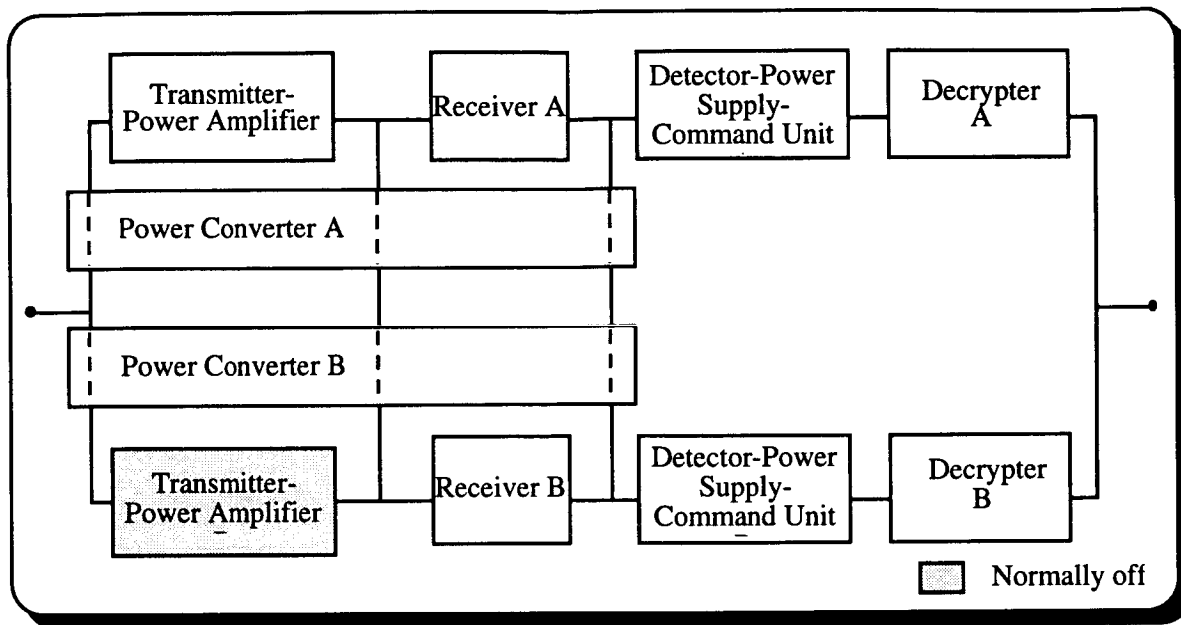 Transmitter-
Power Amplifier
Receiver A
Detector-Power
Supply-
Command Unit
Decrypter
A
Power Converter A
Power Converter B
Transmitter-
Power Amplifier
Receiver B
Detector-Power
Supply-
Command Unit
Decrypter
B
Normally off